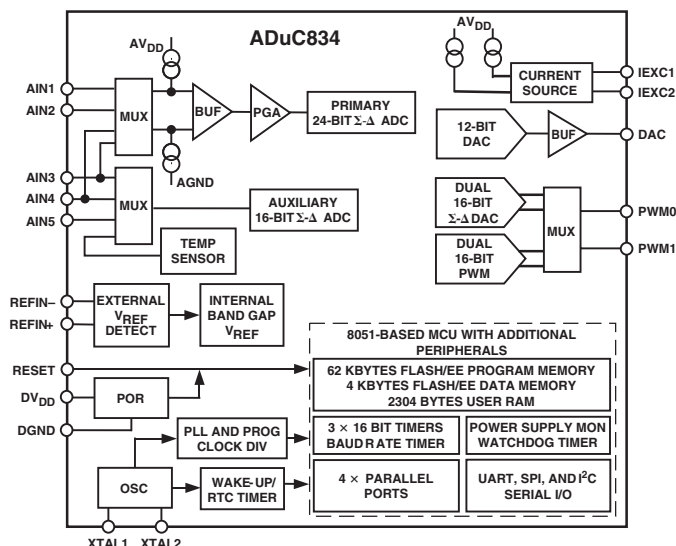 ADuC834
AVDD
AIN1
AIN2
MUX
BUF
PGA
PRIMARY
24-BIT Σ-Δ ADC
AGND
AIN3
AIN4
AIN5
MUX
AUXILIARY
16-BIT Σ-Δ ADC
TEMP
SENSOR
AVDD
CURRENT
SOURCE
IEXC1
IEXC2
12-BIT
DAC
BUF
DAC
DUAL
16-BIT
Σ-Δ DAC
DUAL
16-BIT
PWM
MUX
PWM0
PWM1
REFIN–
REFIN+
EXTERNAL
VREF
DETECT
INTERNAL
BAND GAP
VREF
RESET
DVDD
DGND
POR
PLL AND PROG
CLOCK DIV
OSC
WAKE-UP/
RTC TIMER
XTAL1
XTAL2
8051-BASED MCU WITH ADDITIONAL
PERIPHERALS
62 KBYTES FLASH/EE PROGRAM MEMORY
4 KBYTES FLASH/EE DATA MEMORY
2304 BYTES USER RAM
3 × 16 BIT TIMERS
BAUD RATE TIMER
POWER SUPPLY MON
WATCHDOG TIMER
4 × PARALLEL
PORTS
UART, SPI, AND I²C
SERIAL I/O